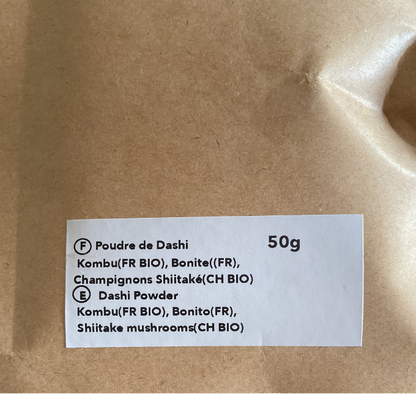 Ⓕ Poudre de Dashi 50g
Kombu(FR BIO), Bonite((FR),
Champignons Shiitaké(CH BIO)
Ⓔ Dashi Powder
Kombu(FR BIO), Bonito(FR),
Shiitake mushrooms(CH BIO)